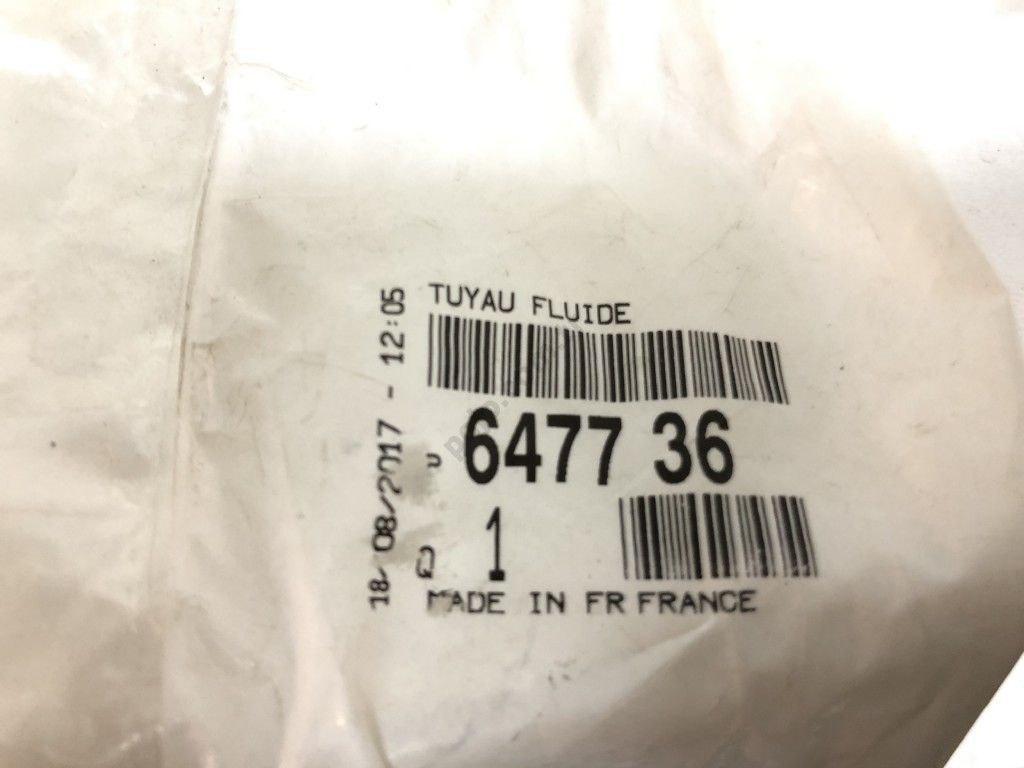 TUYAU FLUIDE
18/08/2017 - 12:05
6477 36
1
MADE IN FR FRANCE